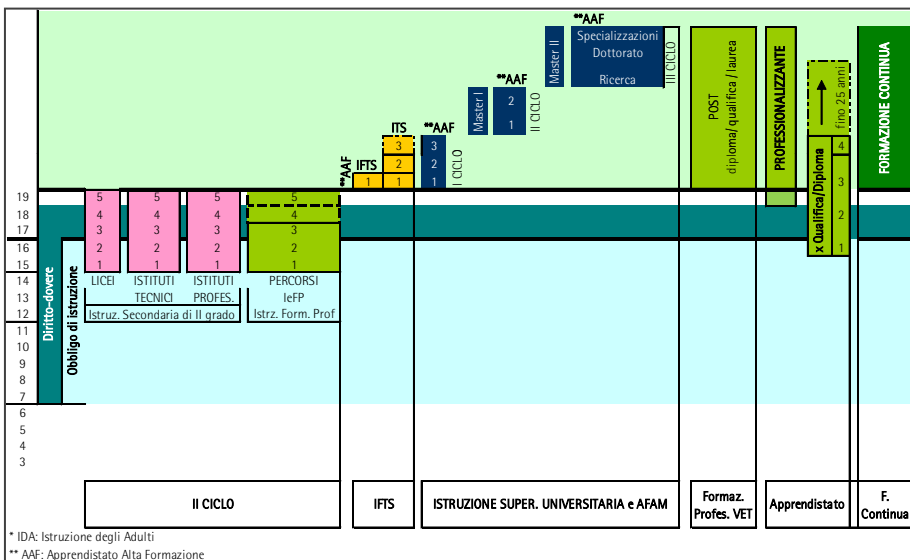 **AAF
Specializzazioni
Dottorato
Ricerca
Master II
III CICLO
**AAF
Master I
2
1
II CICLO
ITS
**AAF
IFTS
**AAF
3
2
1
1
3
2
1
I CICLO
POST
diploma/ qualifica / laurea
PROFESSIONALIZZANTE
fino 25 anni
x Qualifica/Diploma
4
3
2
1
FORMAZIONE CONTINUA
19 5 5 5 5
18 4 4 4 4
17 3 3 3 3
16 2 2 2 2
15 1 1 1 1
14 LICEI ISTITUTI ISTITUTI PERCORSI
13 TECNICI PROFES. IeFP
12 Istruz. Secondaria di II grado Istrz. Form. Prof
11
10
9
8
7
6
5
4
3
Diritto-dovere
Obbligo di istruzione
II CICLO
IFTS
ISTRUZIONE SUPER. UNIVERSITARIA e AFAM
Formaz.
Profes. VET
Apprendistato
F.
Continua
* IDA: Istruzione degli Adulti
** AAF: Apprendistato Alta Formazione